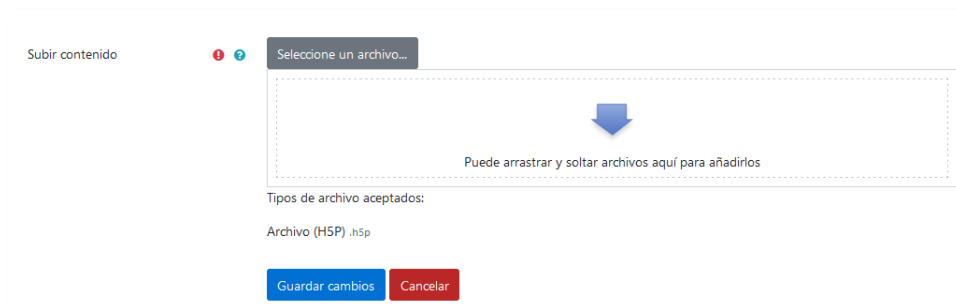 Subir contenido
Seleccione un archivo...
Puede arrastrar y soltar archivos aquí para añadirlos
Tipos de archivo aceptados:
Archivo (H5P) .h5p
Guardar cambios
Cancelar